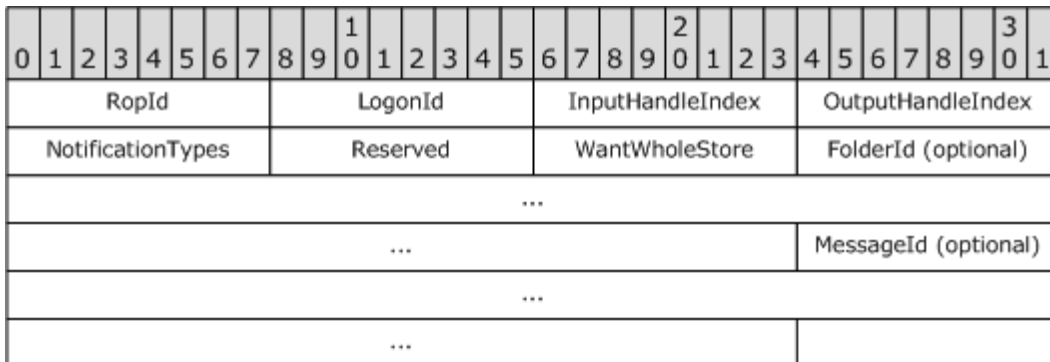 1 2 3
0 1 2 3 4 5 6 7 8 9 0 1 2 3 4 5 6 7 8 9 0 1 2 3 4 5 6 7 8 9 0 1
RopId LogonId InputHandleIndex OutputHandleIndex
NotificationTypes Reserved WantWholeStore FolderId (optional)
...
... MessageId (optional)
...
...